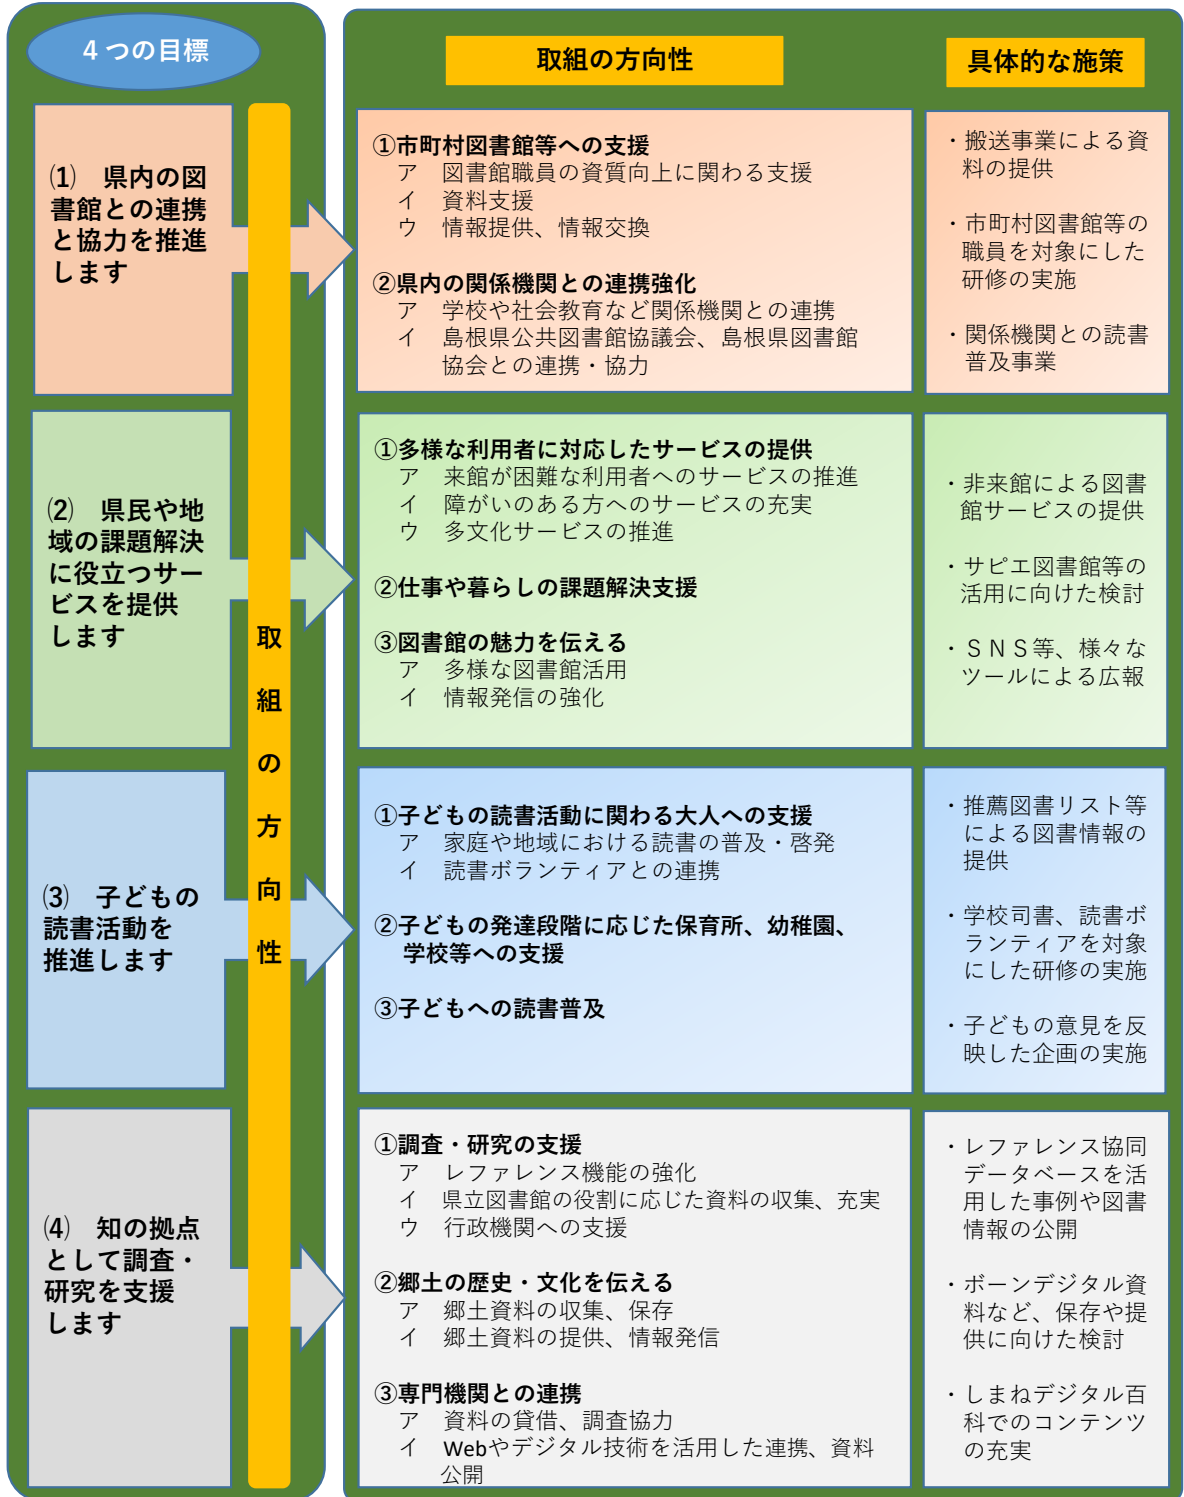 4つの目標
取組の方向性
具体的な施策
取組の方向性
⑴　県内の図
書館との連携
と協力を推進
します
①市町村図書館等への支援
ア　図書館職員の資質向上に関わる支援
イ　資料支援
ウ　情報提供、情報交換
②県内の関係機関との連携強化
ア　学校や社会教育など関係機関との連携
イ　島根県公共図書館協議会、島根県図書館
協会との連携・協力
・搬送事業による資
料の提供
・市町村図書館等の
職員を対象にした
研修の実施
・関係機関との読書
普及事業
⑵　県民や地
域の課題解決
に役立つサー
ビスを提供
します
①多様な利用者に対応したサービスの提供
ア　来館が困難な利用者へのサービスの推進
イ　障がいのある方へのサービスの充実
ウ　多文化サービスの推進
②仕事や暮らしの課題解決支援
③図書館の魅力を伝える
ア　多様な図書館活用
イ　情報発信の強化
・非来館による図書
館サービスの提供
・サピエ図書館等の
活用に向けた検討
・ＳＮＳ等、様々な
ツールによる広報
⑶　子どもの
読書活動を
推進します
①子どもの読書活動に関わる大人への支援
ア　家庭や地域における読書の普及・啓発
イ　読書ボランティアとの連携
②子どもの発達段階に応じた保育所、幼稚園、
学校等への支援
③子どもへの読書普及
・推薦図書リスト等
による図書情報の
提供
・学校司書、読書ボ
ランティアを対象
にした研修の実施
・子どもの意見を反
映した企画の実施
⑷　知の拠点
として調査・
研究を支援
します
①調査・研究の支援
ア　レファレンス機能の強化
イ　県立図書館の役割に応じた資料の収集、充実
ウ　行政機関への支援
②郷土の歴史・文化を伝える
ア　郷土資料の収集、保存
イ　郷土資料の提供、情報発信
③専門機関との連携
ア　資料の貸借、調査協力
イ　Webやデジタル技術を活用した連携、資料
公開
・レファレンス協同
データベースを活
用した事例や図書
情報の公開
・ボーンデジタル資
料など、保存や提
供に向けた検討
・しまねデジタル百
科でのコンテンツ
の充実